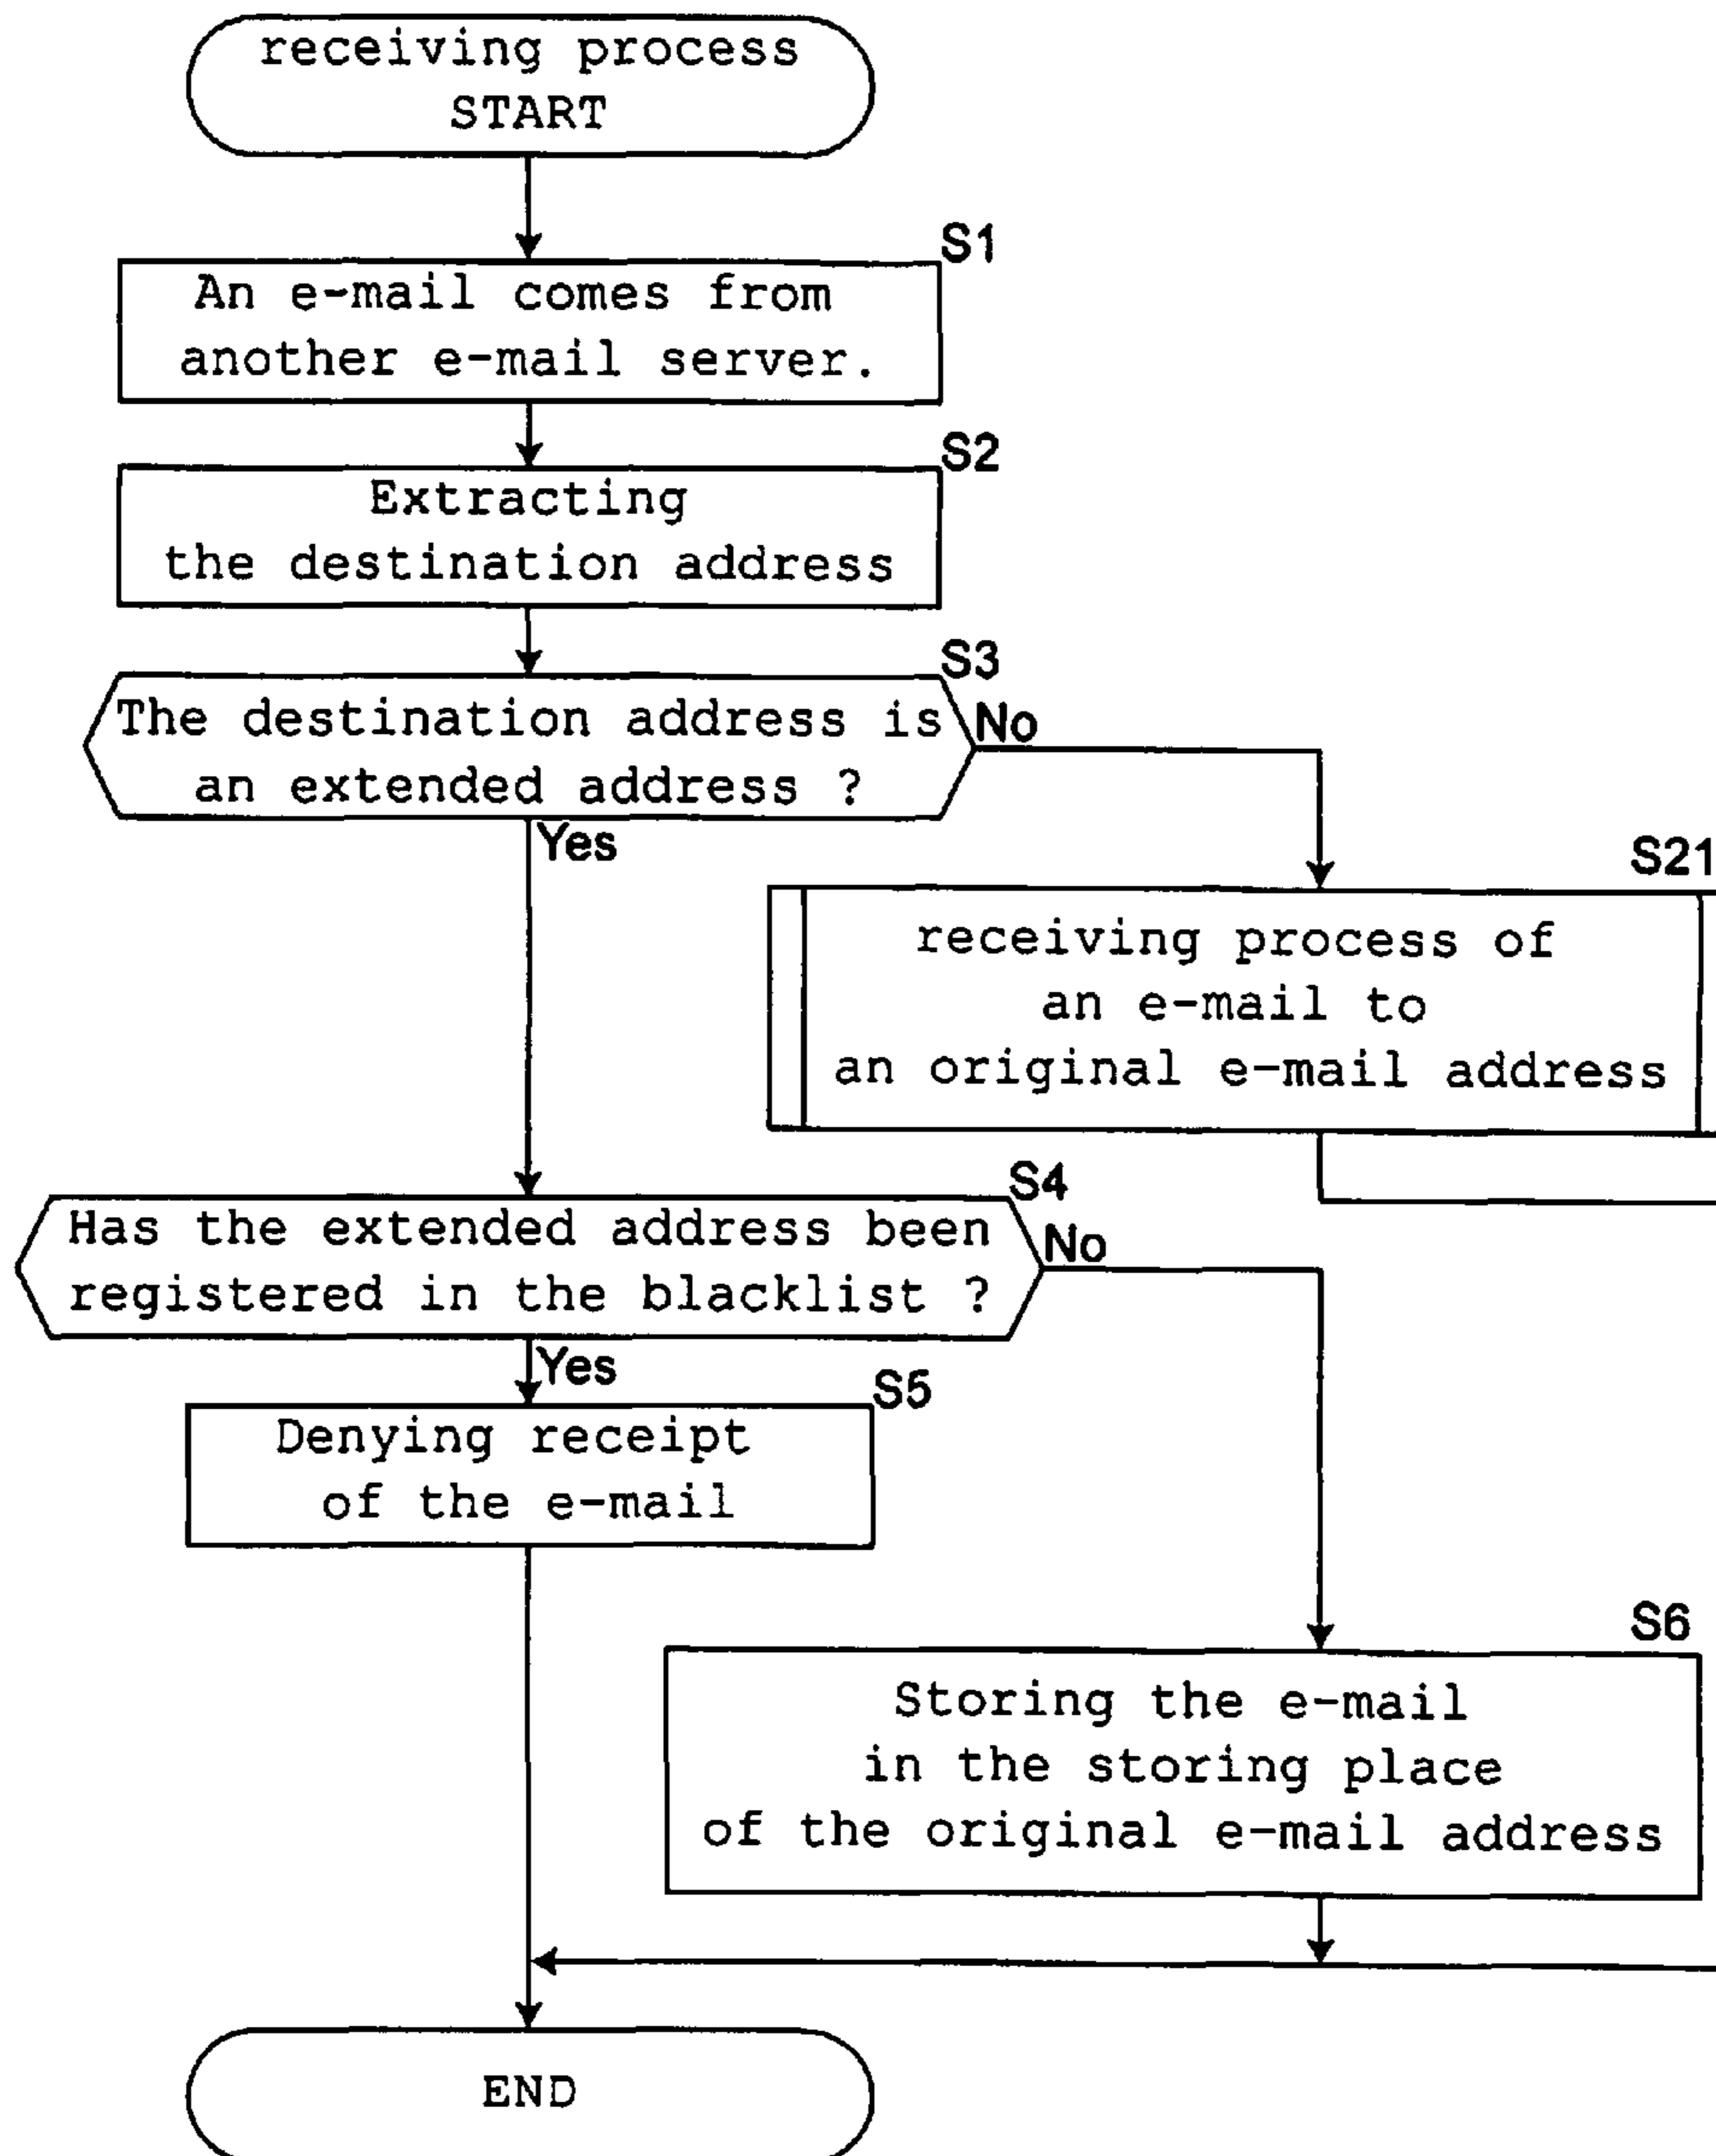 receiving process
START
S1
An e-mail comes from
another e-mail server.
S2
Extracting
the destination address
S3
The destination address is
an extended address ?
No
Yes
S21
receiving process of
an e-mail to
an original e-mail address
S4
Has the extended address been
registered in the blacklist ?
No
Yes
S5
Denying receipt
of the e-mail
S6
Storing the e-mail
in the storing place
of the original e-mail address
END